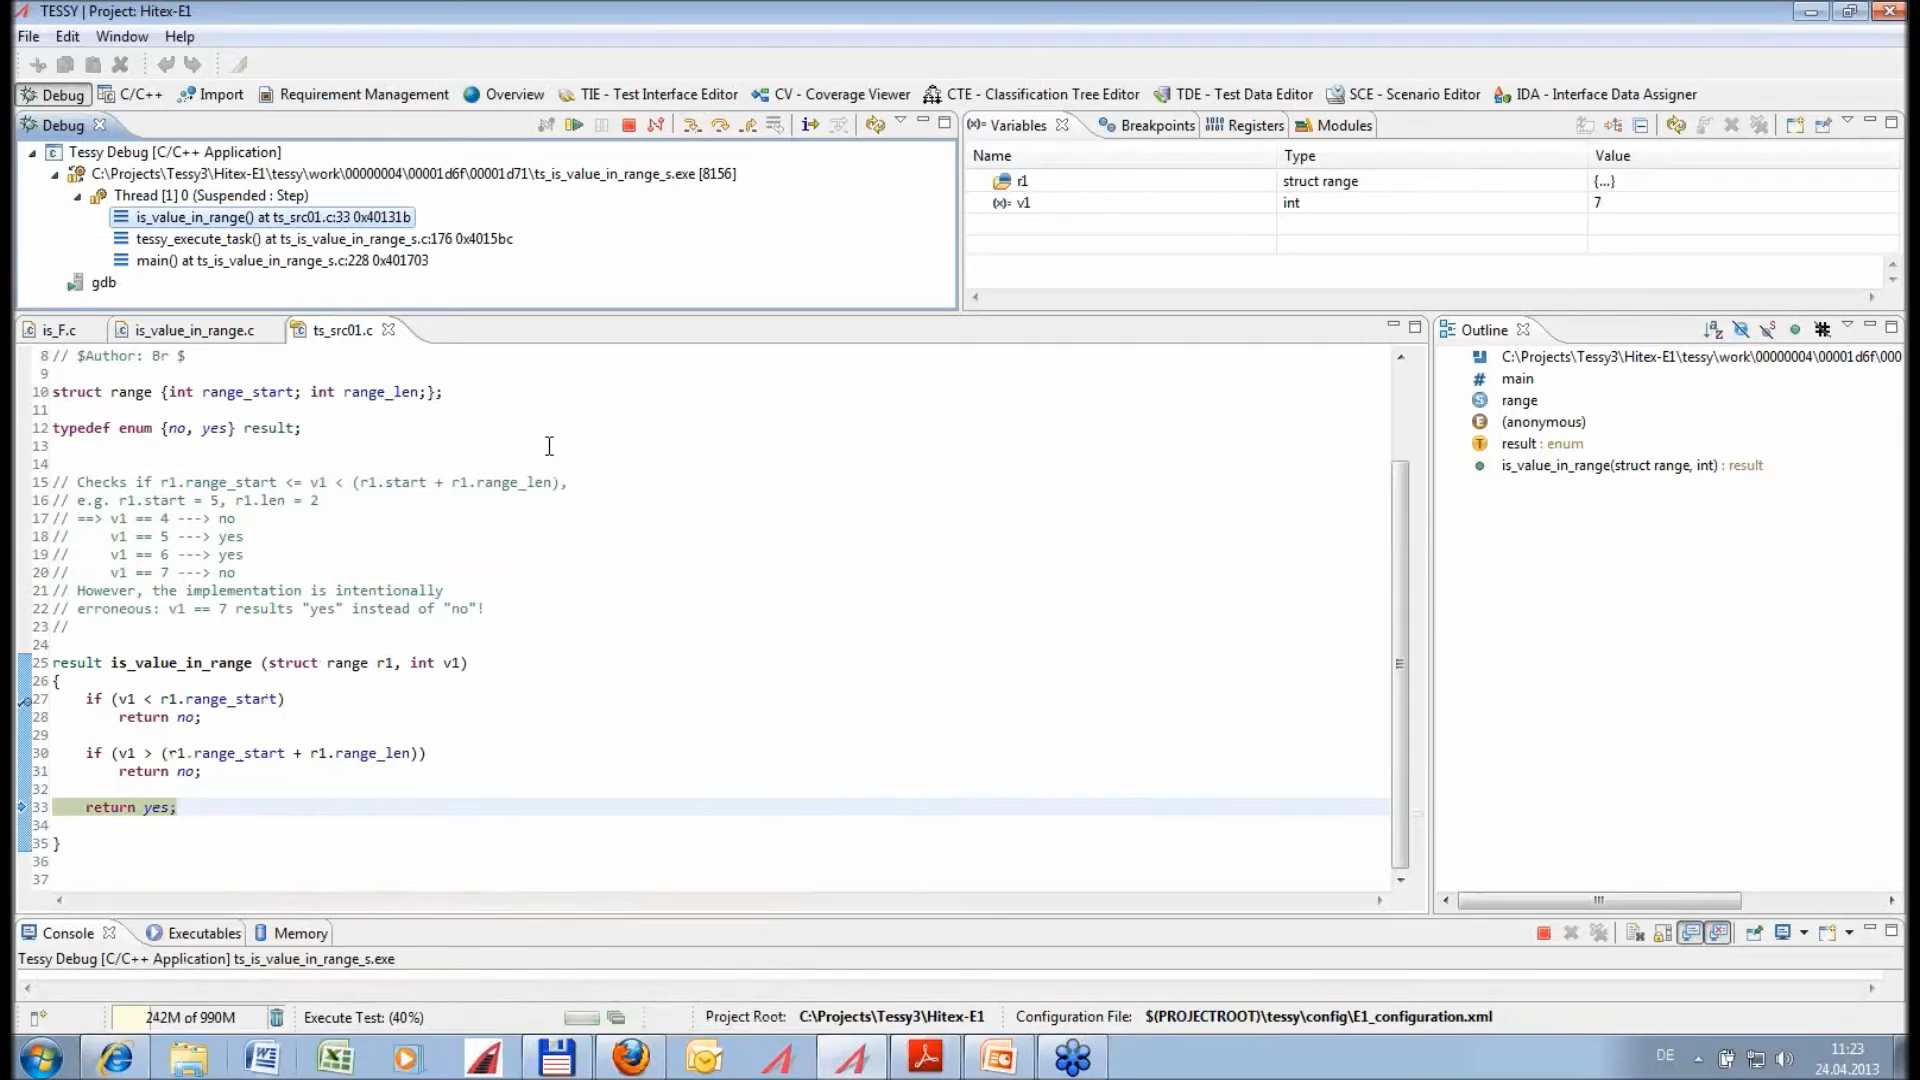 TESSY | Project: Hitex-E1
File Edit Window Help
Debug C/C++ Import Requirement Management Overview TIE - Test Interface Editor CV - Coverage Viewer CTE - Classification Tree Editor TDE - Test Data Editor SCE - Scenario Editor IDA - Interface Data Assigner
Debug
Tessy Debug [C/C++ Application]
C:\Projects\Tessy3\Hitex-E1\tessy\work\00000004\00001d6f\00001d71\ts_is_value_in_range_s.exe [8156]
Thread [1] 0 (Suspended : Step)
is_value_in_range() at ts_src01.c:33 0x40131b
tessy_execute_task() at ts_is_value_in_range_s.c:176 0x4015bc
main() at ts_is_value_in_range_s.c:228 0x401703
gdb
(x)= Variables Breakpoints Registers Modules
Name Type Value
r1 struct range {...}
(x)= v1 int 7
is_F.c is_value_in_range.c ts_src01.c
8 // $Author: Br $
9
10 struct range {int range_start; int range_len;};
11
12 typedef enum {no, yes} result;
13
14
15 // Checks if r1.range_start <= v1 < (r1.start + r1.range_len),
16 // e.g. r1.start = 5, r1.len = 2
17 // ==> v1 == 4 ---> no
18 //     v1 == 5 ---> yes
19 //     v1 == 6 ---> yes
20 //     v1 == 7 ---> no
21 // However, the implementation is intentionally
22 // erroneous: v1 == 7 results "yes" instead of "no"!
23 //
24
25 result is_value_in_range (struct range r1, int v1)
26 {
27     if (v1 < r1.range_start)
28         return no;
29
30     if (v1 > (r1.range_start + r1.range_len))
31         return no;
32
33     return yes;
34
35 }
36
37
Outline
C:\Projects\Tessy3\Hitex-E1\tessy\work\00000004\00001d6f\000
main
range
(anonymous)
result : enum
is_value_in_range(struct range, int) : result
Console Executables Memory
Tessy Debug [C/C++ Application] ts_is_value_in_range_s.exe
242M of 990M Execute Test: (40%) Project Root: C:\Projects\Tessy3\Hitex-E1 Configuration File: $(PROJECTROOT)\tessy\config\E1_configuration.xml
DE
11:23
24.04.2013